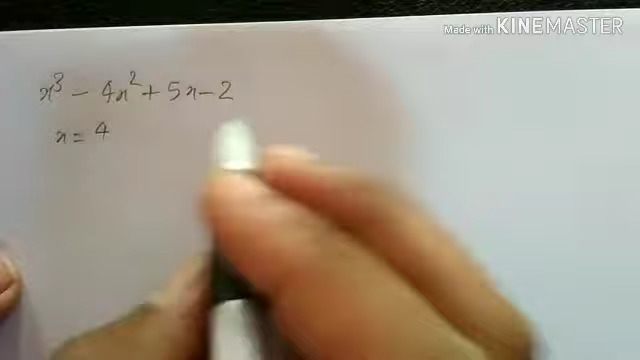 Made with KINEMASTER
x³ - 4x² + 5x - 2
x = 4